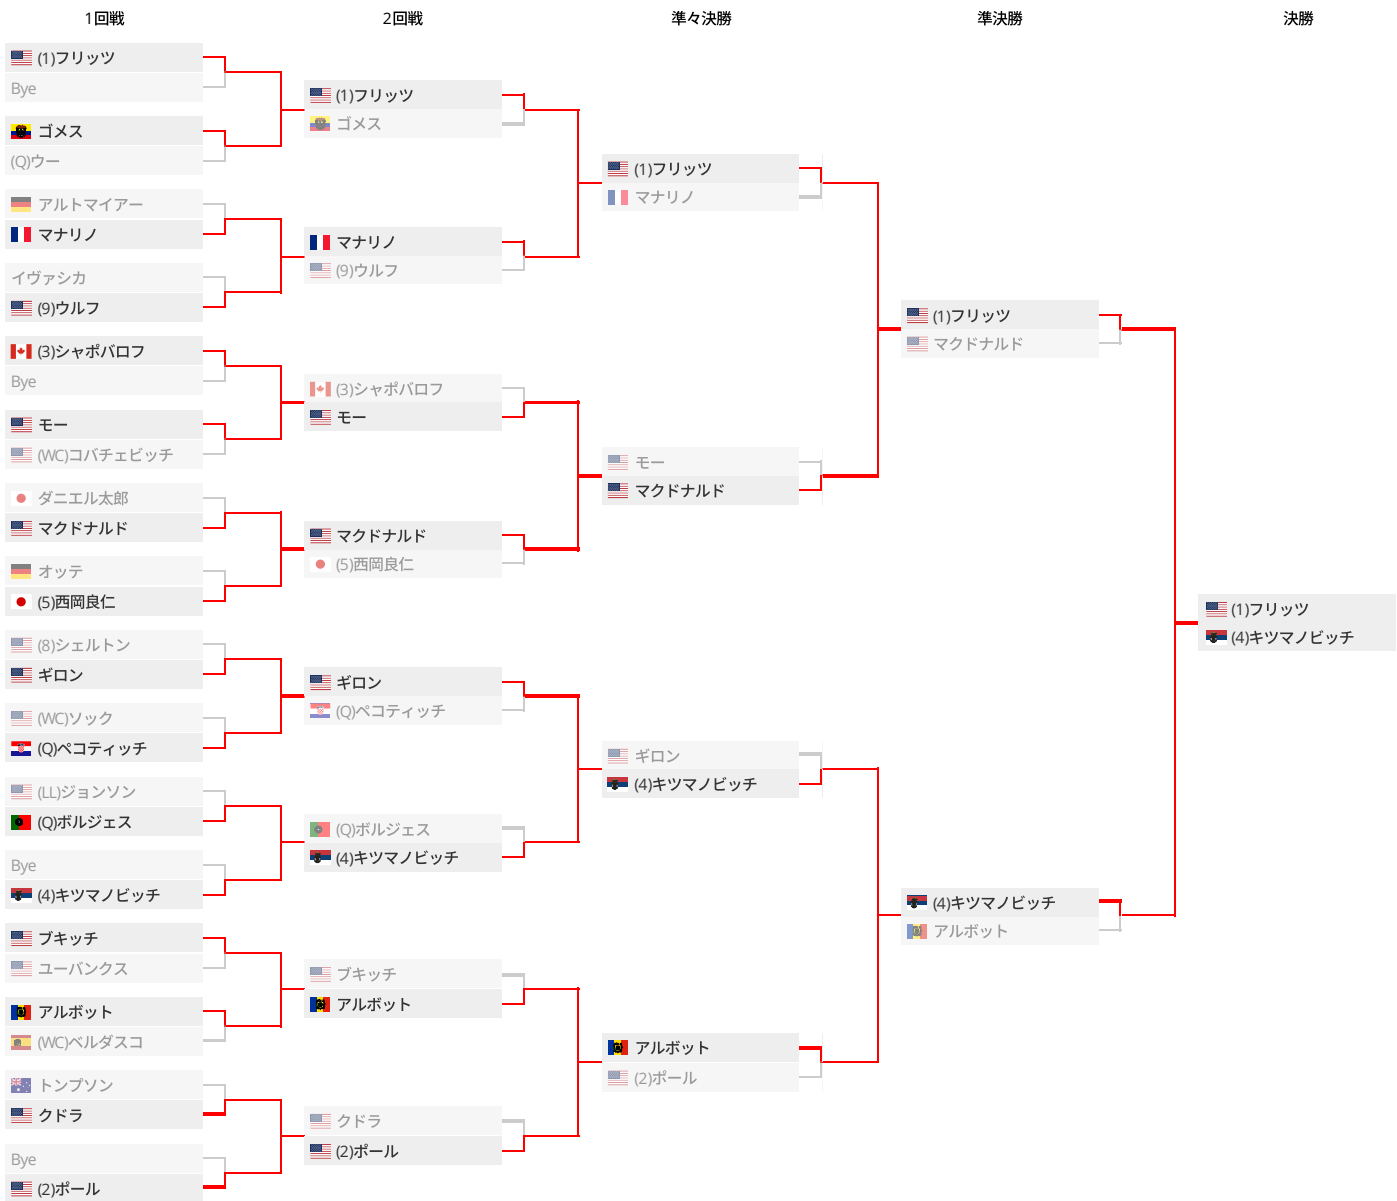 1回戦
2回戦
準々決勝
準決勝
決勝
(1)フリッツ
Bye
ゴメス
(Q)ウー
アルトマイアー
マナリノ
イヴァシカ
(9)ウルフ
(3)シャポバロフ
Bye
モー
(WC)コバチェビッチ
ダニエル太郎
マクドナルド
オッテ
(5)西岡良仁
(8)シェルトン
ギロン
(WC)ソック
(Q)ペコティッチ
(LL)ジョンソン
(Q)ボルジェス
Bye
(4)キツマノビッチ
ブキッチ
ユーバンクス
アルボット
(WC)ベルダスコ
トンプソン
クドラ
Bye
(2)ポール
(1)フリッツ
ゴメス
マナリノ
(9)ウルフ
(3)シャポバロフ
モー
マクドナルド
(5)西岡良仁
ギロン
(Q)ペコティッチ
(Q)ボルジェス
(4)キツマノビッチ
ブキッチ
アルボット
クドラ
(2)ポール
(1)フリッツ
マナリノ
モー
マクドナルド
ギロン
(4)キツマノビッチ
アルボット
(2)ポール
(1)フリッツ
マクドナルド
(4)キツマノビッチ
アルボット
(1)フリッツ
(4)キツマノビッチ